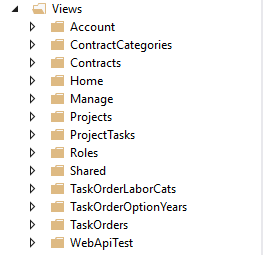 Views
Account
ContractCategories
Contracts
Home
Manage
Projects
ProjectTasks
Roles
Shared
TaskOrderLaborCats
TaskOrderOptionYears
TaskOrders
WebApiTest